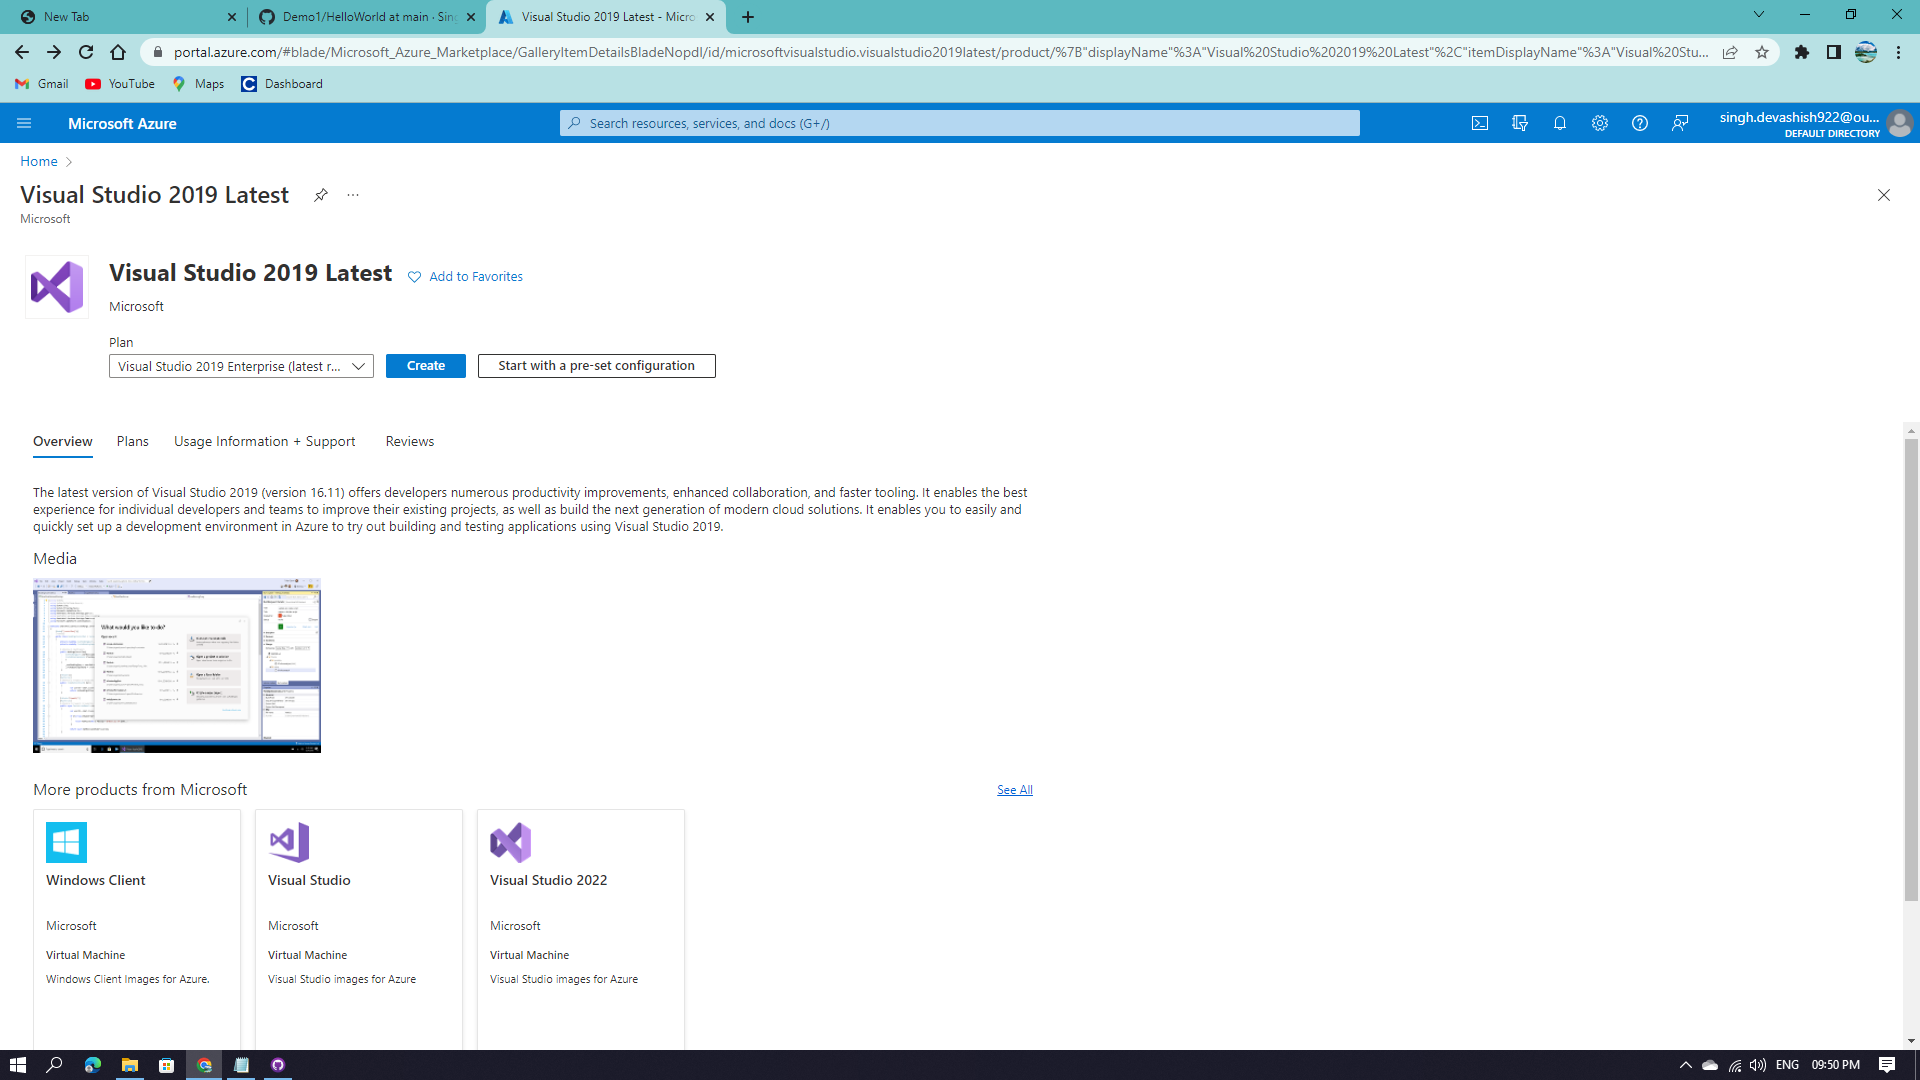 New Tab
Demo1/HelloWorld at main · Sing
Visual Studio 2019 Latest - Micro
portal.azure.com/#blade/Microsoft_Azure_Marketplace/GalleryItemDetailsBladeNopdl/id/microsoftvisualstudio.visualstudio2019latest/product/%7B"displayName"%3A"Visual%20Studio%202019%20Latest"%2C"itemDisplayName"%3A"Visual%20Stu...
Gmail
YouTube
Maps
Dashboard
Microsoft Azure
Search resources, services, and docs (G+/)
singh.devashish922@ou...
DEFAULT DIRECTORY
Home
Visual Studio 2019 Latest
Microsoft
Visual Studio 2019 Latest
Add to Favorites
Microsoft
Plan
Visual Studio 2019 Enterprise (latest r...
Create
Start with a pre-set configuration
Overview
Plans
Usage Information + Support
Reviews
The latest version of Visual Studio 2019 (version 16.11) offers developers numerous productivity improvements, enhanced collaboration, and faster tooling. It enables the best
experience for individual developers and teams to improve their existing projects, as well as build the next generation of modern cloud solutions. It enables you to easily and
quickly set up a development environment in Azure to try out building and testing applications using Visual Studio 2019.
Media
What would you like to do?
More products from Microsoft
See All
Windows Client
Microsoft
Virtual Machine
Windows Client Images for Azure.
Visual Studio
Microsoft
Virtual Machine
Visual Studio images for Azure
Visual Studio 2022
Microsoft
Virtual Machine
Visual Studio images for Azure
ENG
09:50 PM